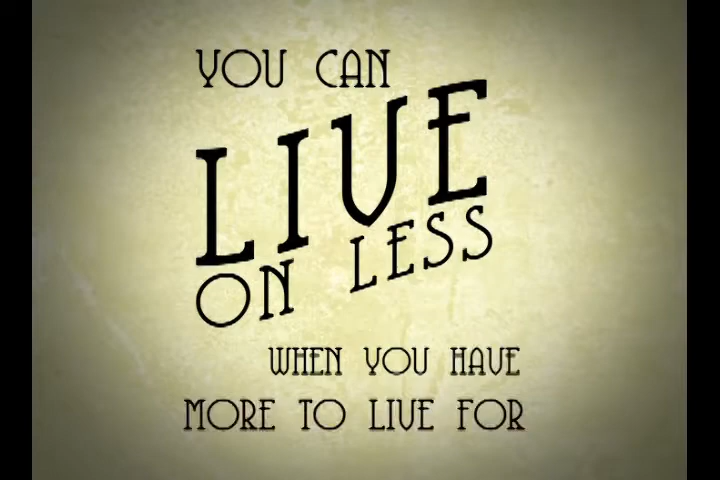 YOU CAN
LIVE
ON LESS
WHEN YOU HAVE
MORE TO LIVE FOR